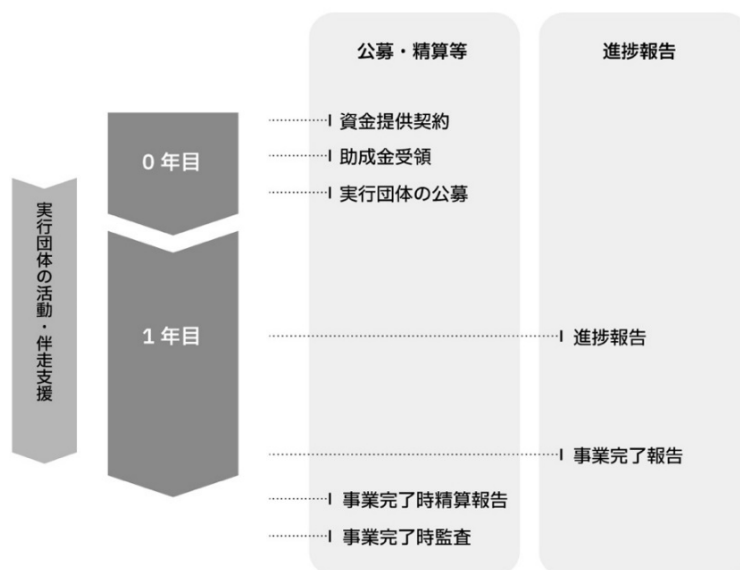 公募・精算等
進捗報告
資金提供契約
0年目
助成金受領
実行団体の公募
実行団体の活動・伴走支援
1年目
進捗報告
事業完了報告
事業完了時精算報告
事業完了時監査